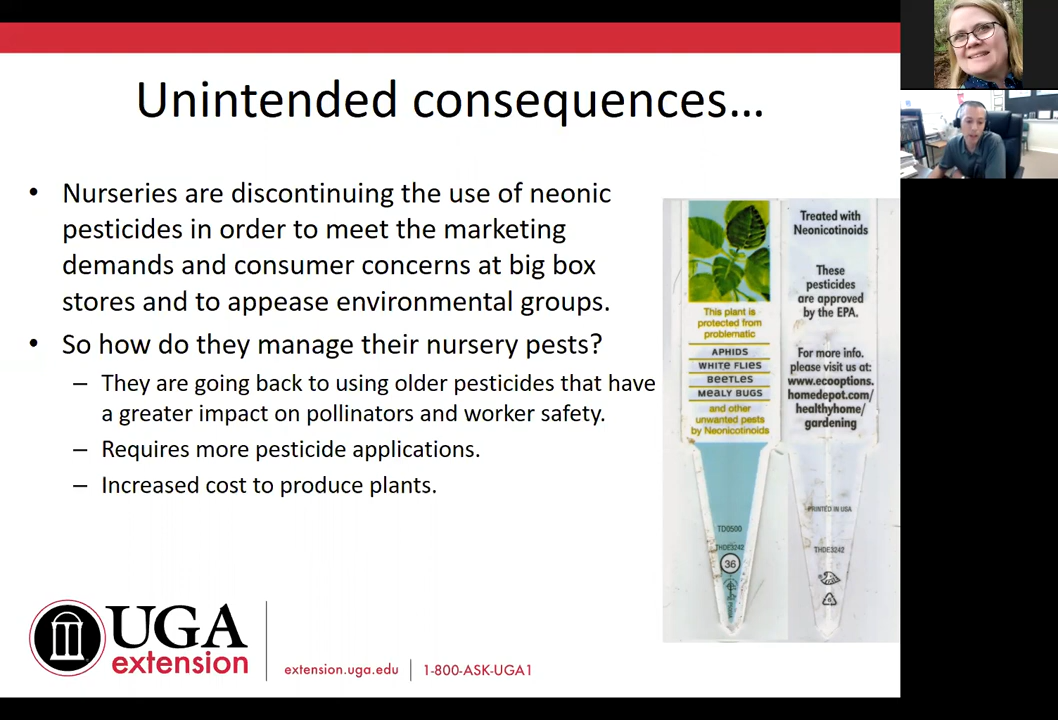 Unintended consequences…
• Nurseries are discontinuing the use of neonic
pesticides in order to meet the marketing
demands and consumer concerns at big box
stores and to appease environmental groups.
• So how do they manage their nursery pests?
– They are going back to using older pesticides that have
a greater impact on pollinators and worker safety.
– Requires more pesticide applications.
– Increased cost to produce plants.
This plant is
protected from
problematic
APHIDS
WHITE FLIES
BEETLES
MEALY BUGS
and other
unwanted pests
by Neonicotinoids
TD0500
THDE3242
36
Treated with
Neonicotinoids
These
pesticides
are approved
by the EPA.
For more info.
please visit us at:
www.ecooptions.
homedepot.com/
healthyhome/
gardening
PRINTED IN USA
THDE3242
UGA
extension
extension.uga.edu
1-800-ASK-UGA1